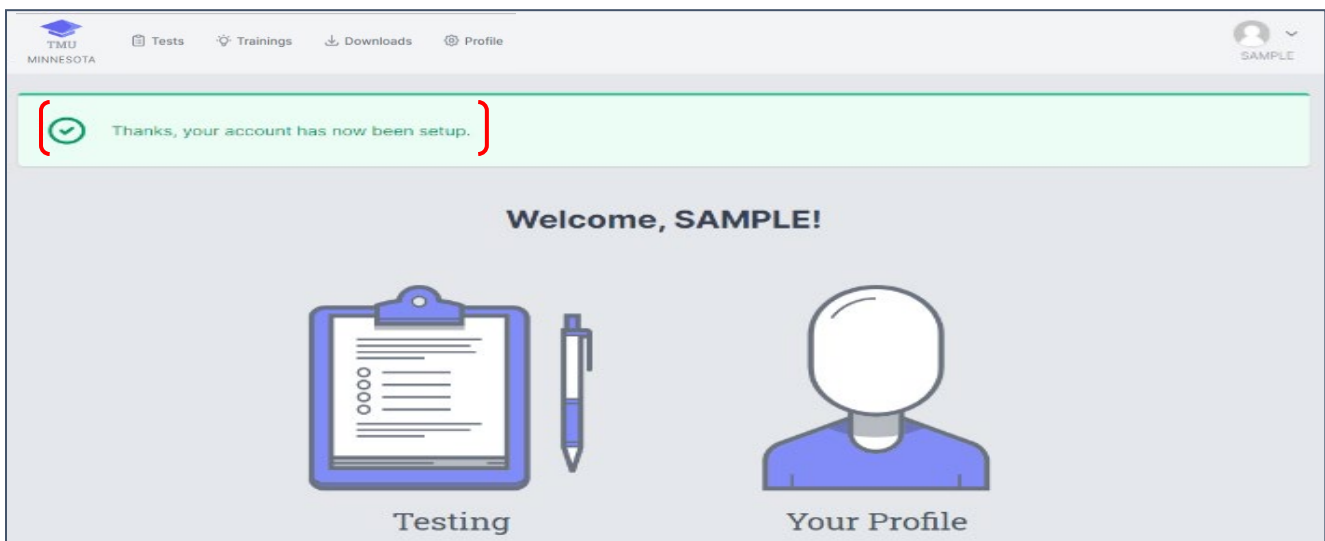 TMU
MINNESOTA
Tests
Trainings
Downloads
Profile
SAMPLE
Thanks, your account has now been setup.
Welcome, SAMPLE!
Testing
Your Profile